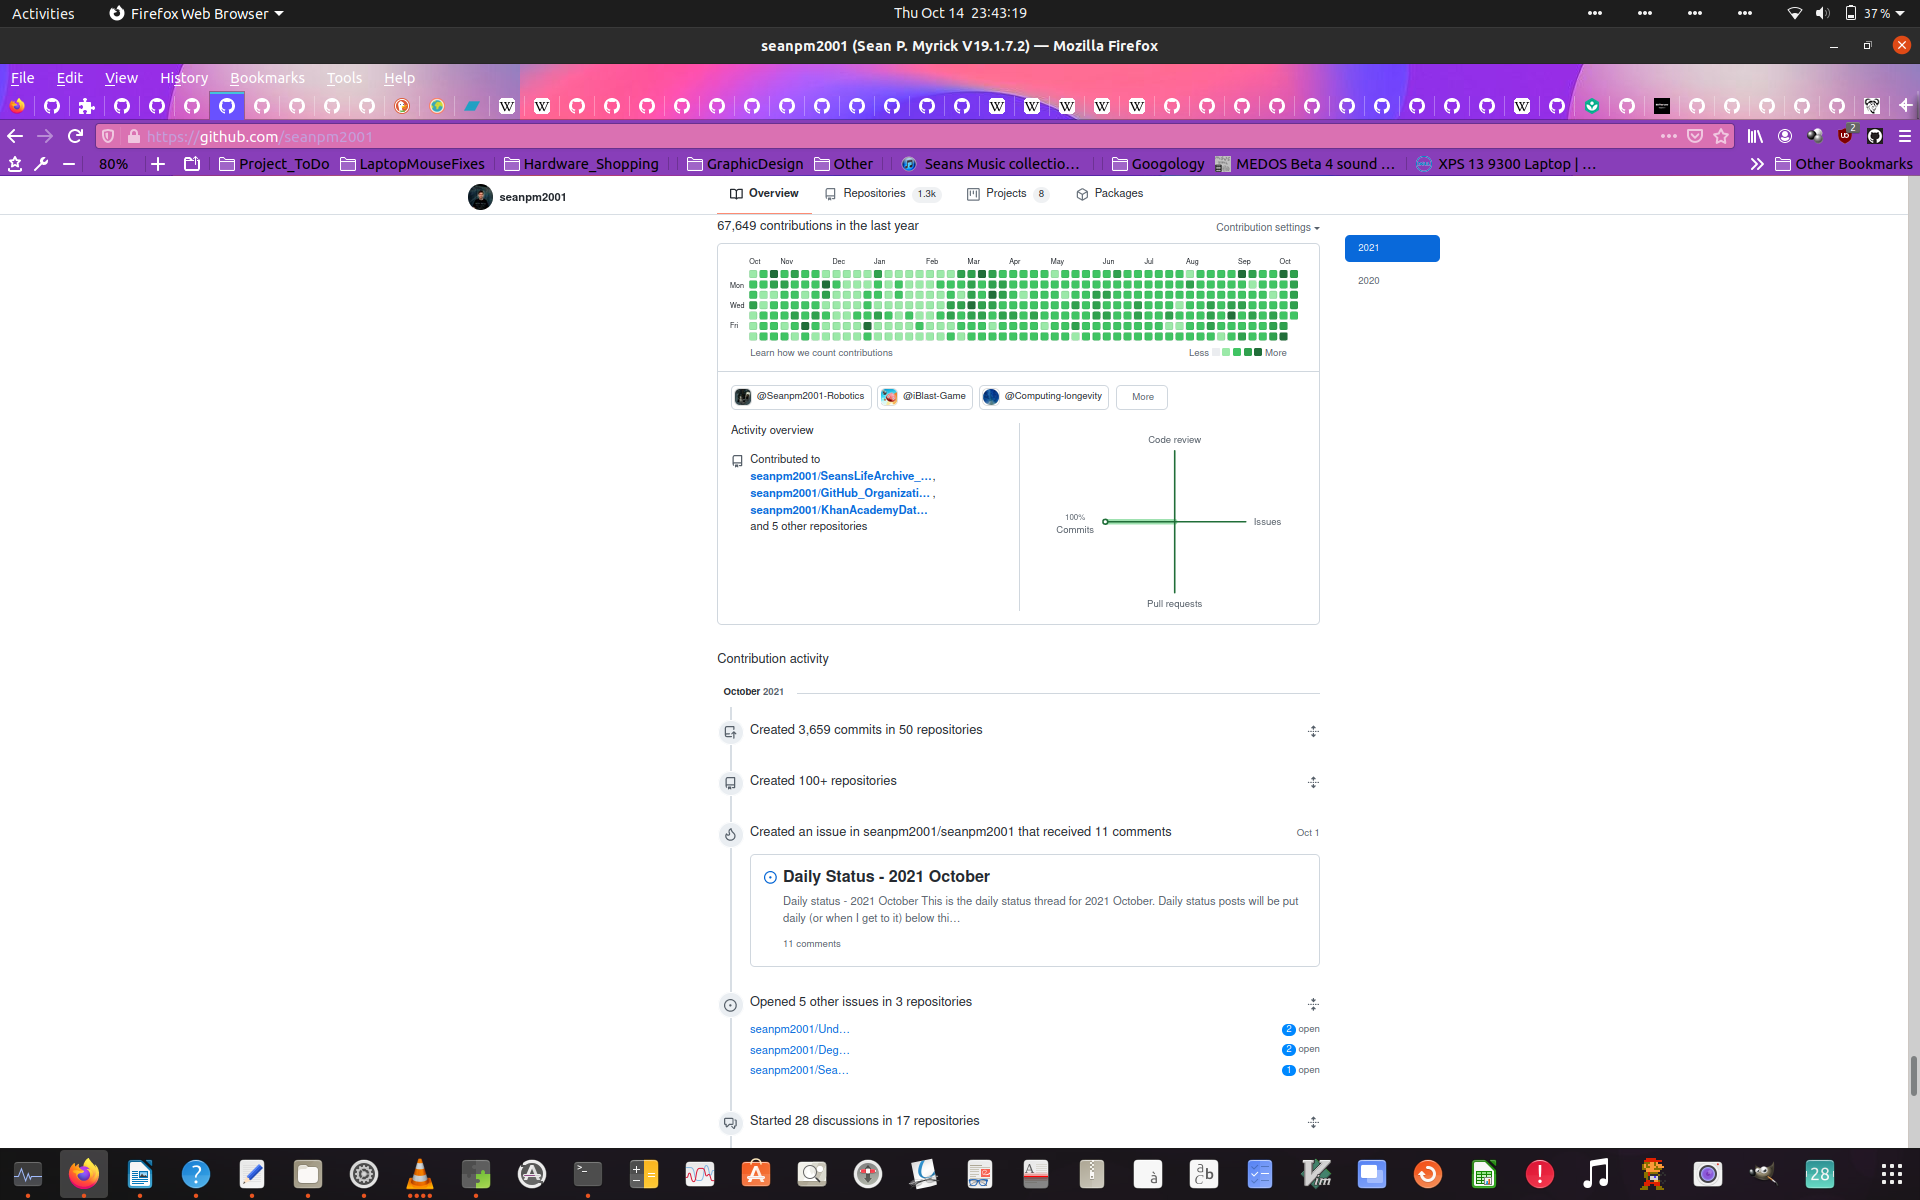 Activities
Firefox Web Browser
Thu Oct 14 23:43:19
37 %
seanpm2001 (Sean P. Myrick V19.1.7.2) — Mozilla Firefox
File Edit View History Bookmarks Tools Help
https://github.com/seanpm2001
2
80%
Project_ToDo
LaptopMouseFixes
Hardware_Shopping
GraphicDesign
Other
Seans Music collectio…
Googology
MEDOS Beta 4 sound …
XPS 13 9300 Laptop | …
Other Bookmarks
seanpm2001
Overview
Repositories 1.3k
Projects 8
Packages
67,649 contributions in the last year
Contribution settings
2021
2020
Oct Nov Dec Jan Feb Mar Apr May Jun Jul Aug Sep Oct
Mon
Wed
Fri
Learn how we count contributions
Less More
@Seanpm2001-Robotics
@iBlast-Game
@Computing-longevity
More
Activity overview
Contributed to
seanpm2001/SeansLifeArchive_…,
seanpm2001/GitHub_Organizati… ,
seanpm2001/KhanAcademyDat…
and 5 other repositories
Code review
100%
Commits
Issues
Pull requests
Contribution activity
October 2021
Created 3,659 commits in 50 repositories
Created 100+ repositories
Created an issue in seanpm2001/seanpm2001 that received 11 comments
Oct 1
Daily Status - 2021 October
Daily status - 2021 October This is the daily status thread for 2021 October. Daily status posts will be put
daily (or when I get to it) below thi…
11 comments
Opened 5 other issues in 3 repositories
seanpm2001/Und…
2 open
seanpm2001/Deg…
2 open
seanpm2001/Sea…
1 open
Started 28 discussions in 17 repositories
28